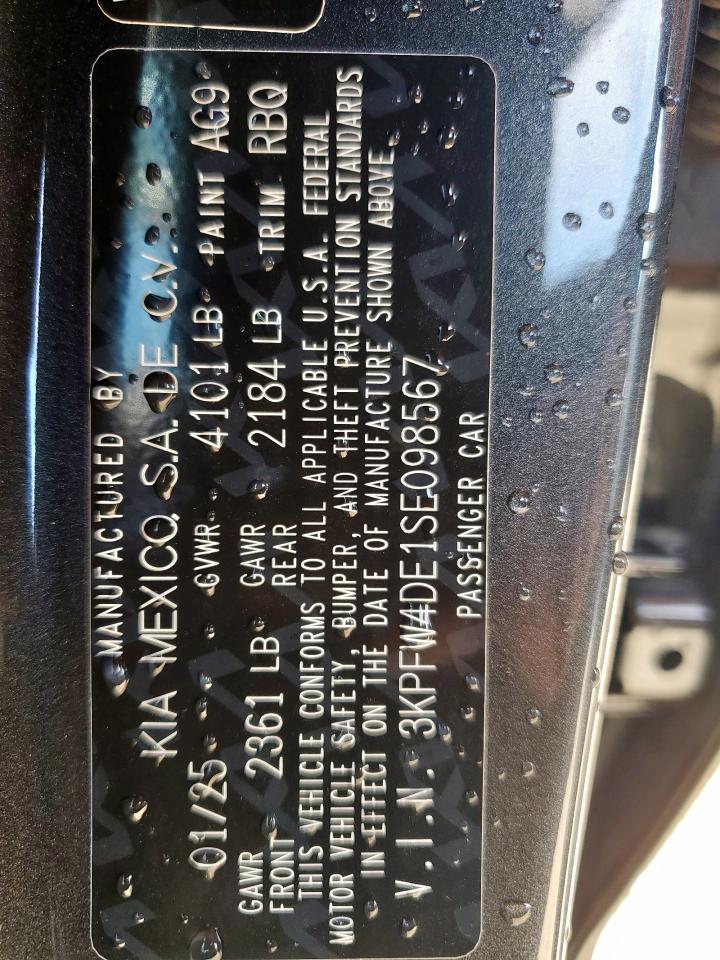 MANUFACTURED BY
KIA MEXICO, S.A. DE C.V.
01/25 GVWR 4101 LB PAINT AG9
GAWR FRONT 2361 LB GAWR REAR 2184 LB TRIM RBQ
THIS VEHICLE CONFORMS TO ALL APPLICABLE U.S.A. FEDERAL
MOTOR VEHICLE SAFETY, BUMPER, AND THEFT PREVENTION STANDARDS
IN EFFECT ON THE DATE OF MANUFACTURE SHOWN ABOVE.
V.I.N. 3KPFW4DE1SE098567
PASSENGER CAR